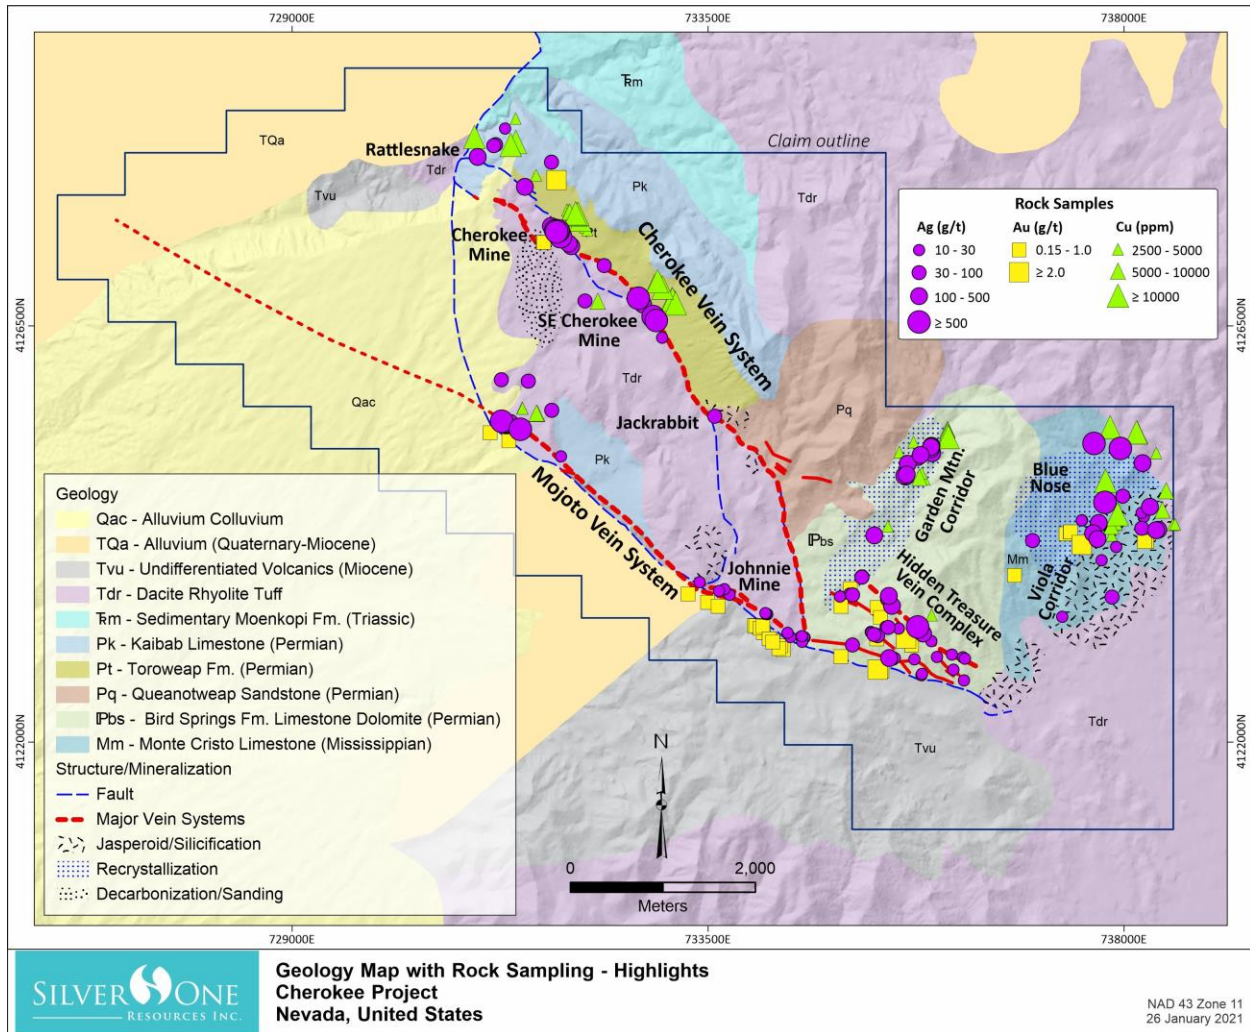 729000E
733500E
738000E
Ꞃm
TQa
Rattlesnake
Claim outline
Tdr
Tvu
Pk
Tdr
Rock Samples
Ag (g/t)
Au (g/t)
Cu (ppm)
10 - 30
0.15 - 1.0
2500 - 5000
30 - 100
≥ 2.0
5000 - 10000
100 - 500
≥ 10000
≥ 500
Cherokee
Mine
Pt
Cherokee Vein System
4126500N
4126500N
SE Cherokee
Mine
Tdr
Qac
Pq
Jackrabbit
Pk
Mojoto Vein System
Garden Mtn.
Corridor
Blue
Nose
ℙbs
Mm
Johnnie
Mine
Hidden Treasure
Vein Complex
Viola
Corridor
Tdr
Tvu
4122000N
4122000N
Geology
Qac - Alluvium Colluvium
TQa - Alluvium (Quaternary-Miocene)
Tvu - Undifferentiated Volcanics (Miocene)
Tdr - Dacite Rhyolite Tuff
Ꞃm - Sedimentary Moenkopi Fm. (Triassic)
Pk - Kaibab Limestone (Permian)
Pt - Toroweap Fm. (Permian)
Pq - Queanotweap Sandstone (Permian)
ℙbs - Bird Springs Fm. Limestone Dolomite (Permian)
Mm - Monte Cristo Limestone (Mississippian)
Structure/Mineralization
Fault
Major Vein Systems
Jasperoid/Silicification
Recrystallization
Decarbonization/Sanding
N
0 2,000
Meters
729000E
733500E
738000E
SILVER ONE
RESOURCES INC.
Geology Map with Rock Sampling - Highlights
Cherokee Project
Nevada, United States
NAD 43 Zone 11
26 January 2021